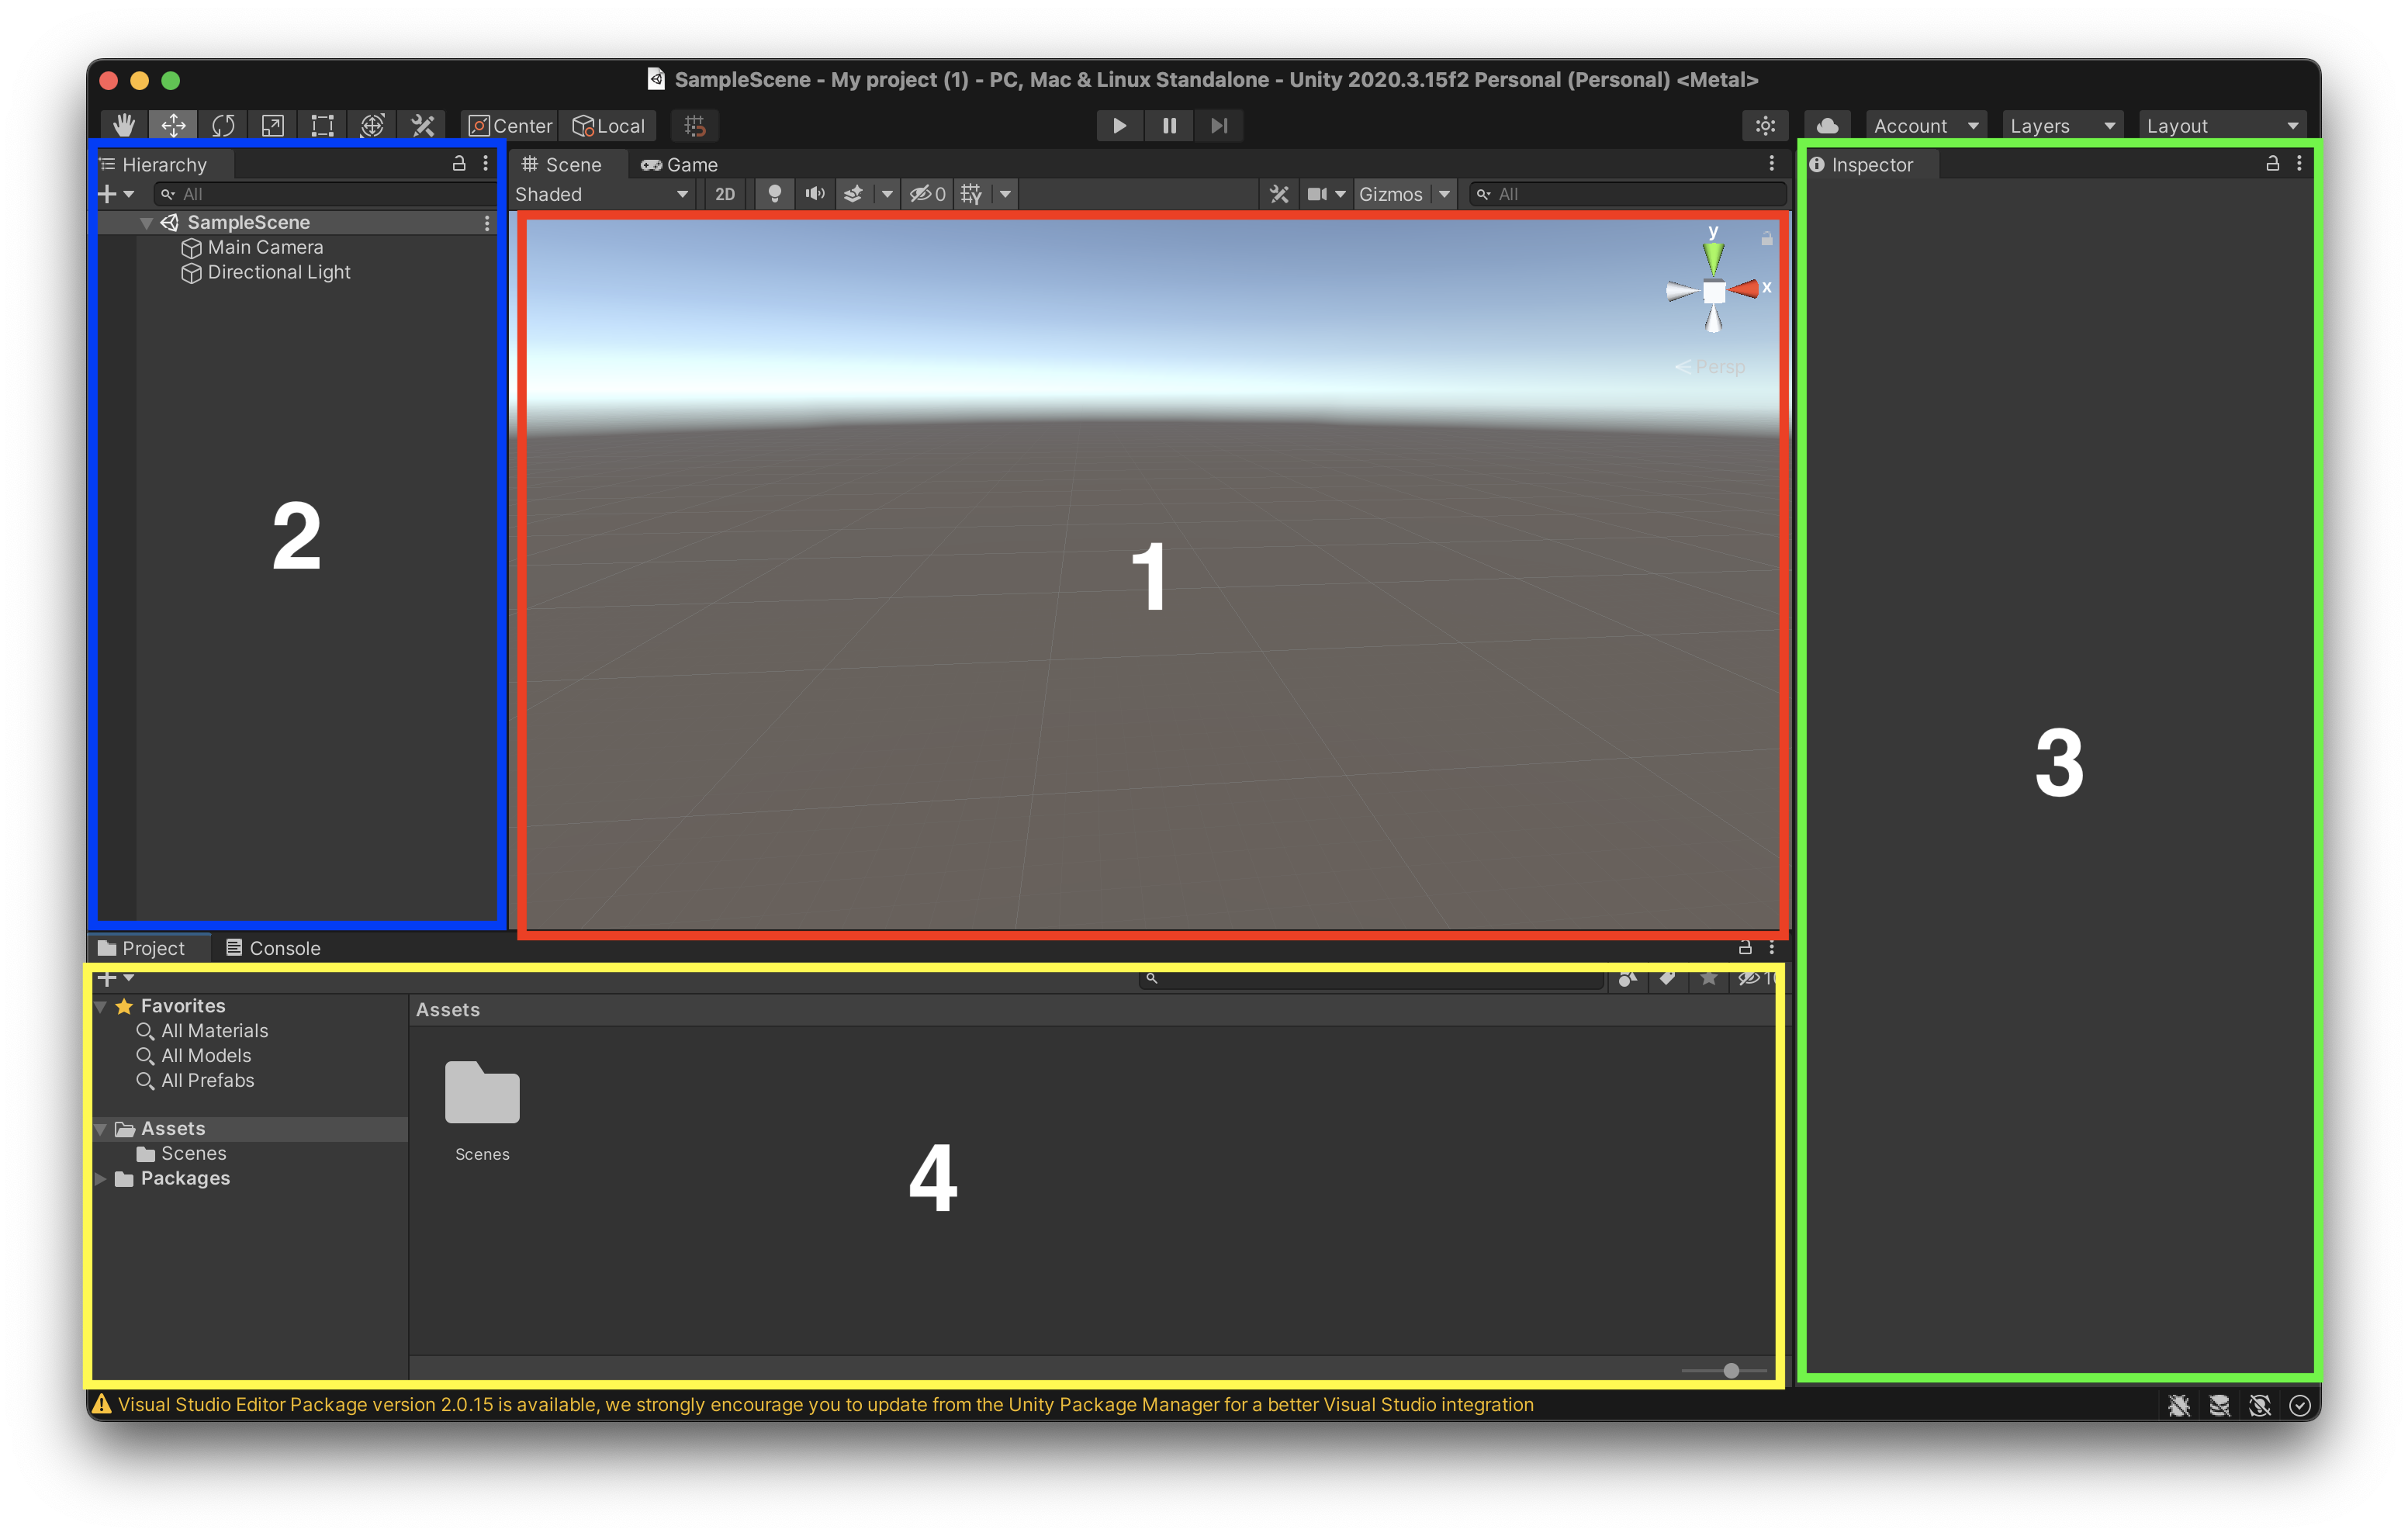 SampleScene - My project (1) - PC, Mac & Linux Standalone - Unity 2020.3.15f2 Personal (Personal) <Metal>
Center Local Account Layers Layout
Hierarchy
All
SampleScene
Main Camera
Directional Light
2
Scene Game
Shaded 2D 0 Gizmos All
y
x
Persp
1
Inspector
3
Project Console
Favorites
All Materials
All Models
All Prefabs
Assets
Scenes
Packages
Assets
Scenes
4
Visual Studio Editor Package version 2.0.15 is available, we strongly encourage you to update from the Unity Package Manager for a better Visual Studio integration